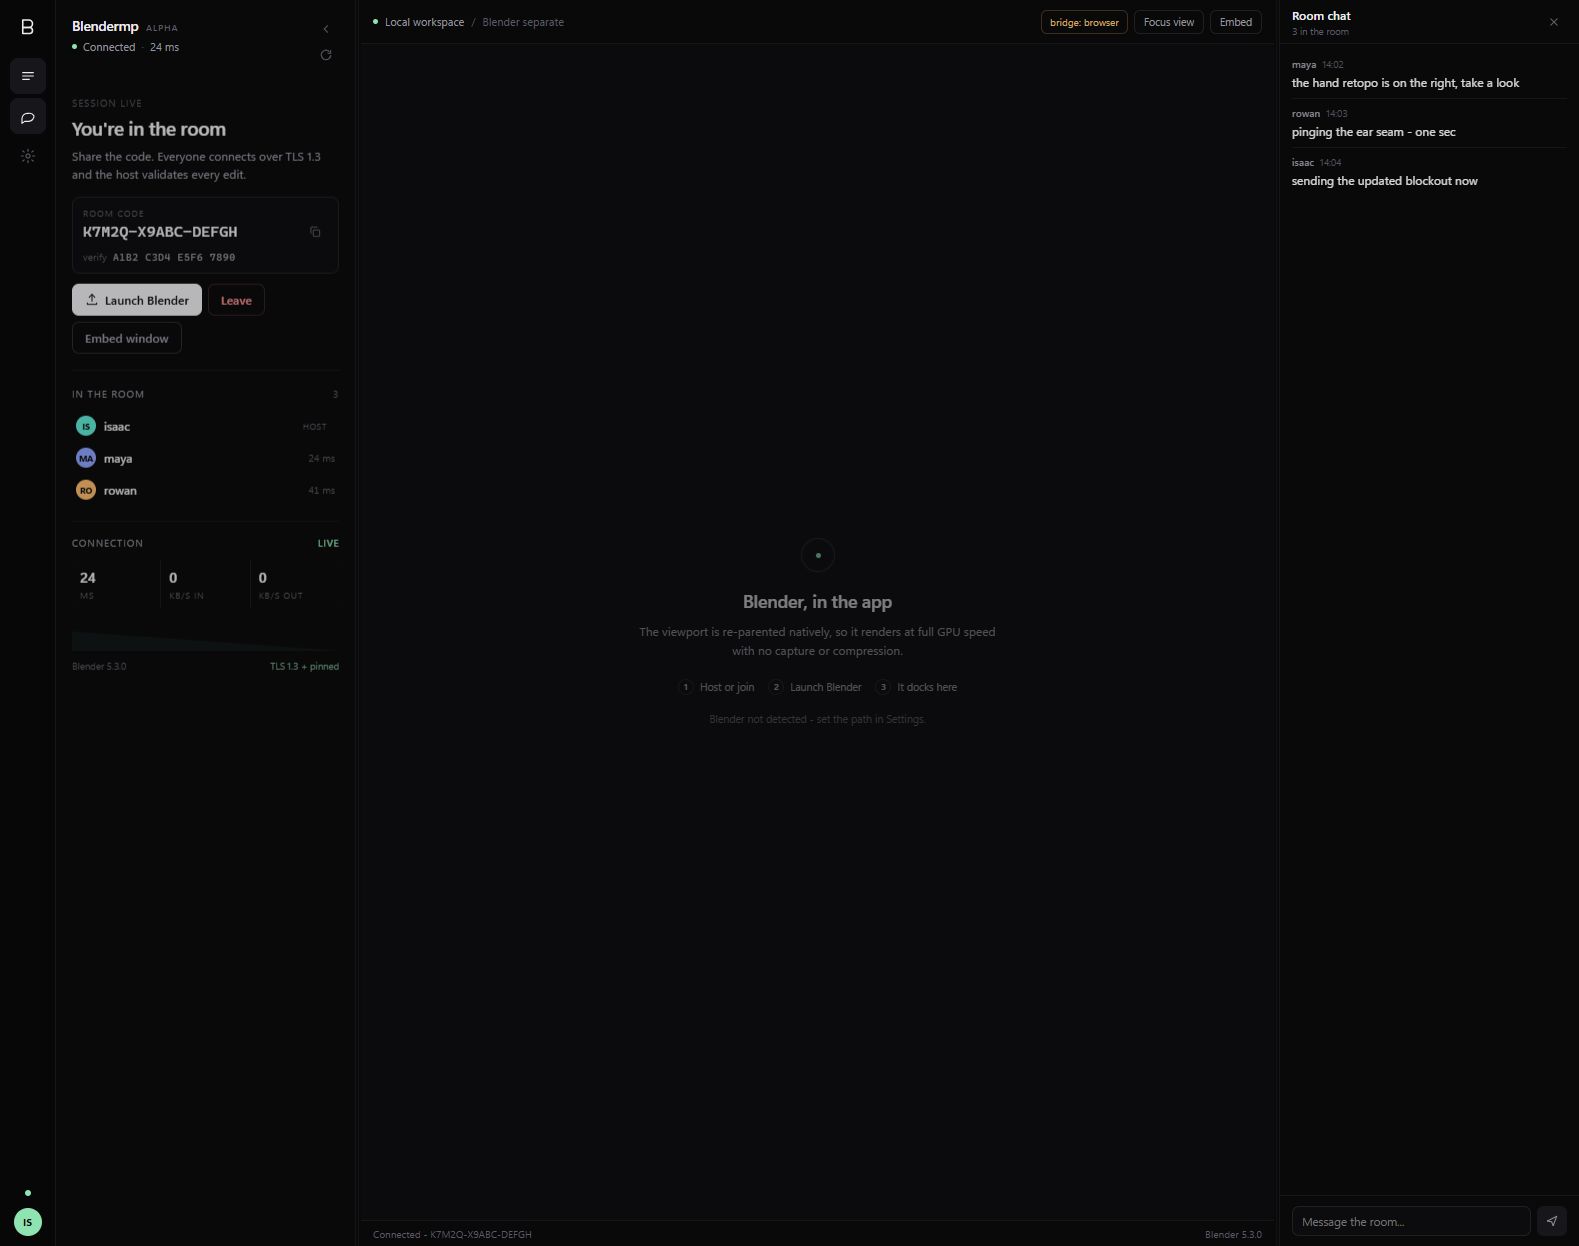 B
Blendermp ALPHA
Connected · 24 ms
SESSION LIVE
You're in the room
Share the code. Everyone connects over TLS 1.3
and the host validates every edit.
ROOM CODE
K7M2Q-X9ABC-DEFGH
verify A1B2 C3D4 E5F6 7890
Launch Blender
Leave
Embed window
IN THE ROOM 3
IS isaac HOST
MA maya 24 ms
RO rowan 41 ms
CONNECTION LIVE
24 0 0
MS KB/S IN KB/S OUT
Blender 5.3.0 TLS 1.3 + pinned
IS
Local workspace / Blender separate
bridge: browser
Focus view
Embed
Blender, in the app
The viewport is re-parented natively, so it renders at full GPU speed
with no capture or compression.
1 Host or join 2 Launch Blender 3 It docks here
Blender not detected - set the path in Settings.
Connected - K7M2Q-X9ABC-DEFGH Blender 5.3.0
Room chat
3 in the room
maya 14:02
the hand retopo is on the right, take a look
rowan 14:03
pinging the ear seam - one sec
isaac 14:04
sending the updated blockout now
Message the room...